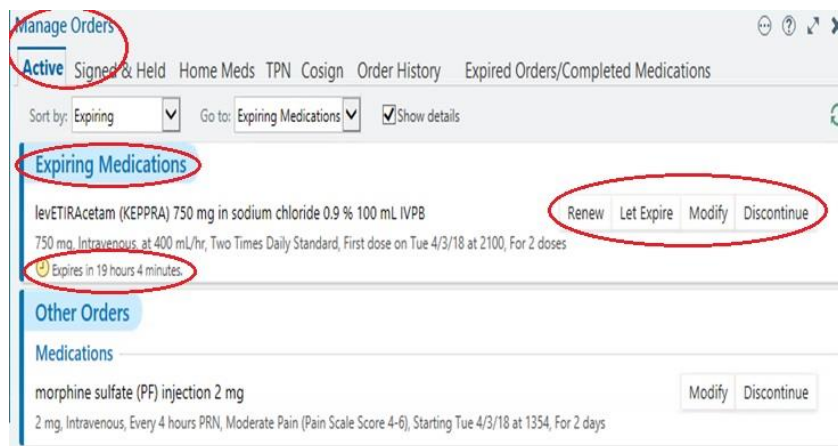 Manage Orders
Active Signed & Held Home Meds TPN Cosign Order History Expired Orders/Completed Medications
Sort by: Expiring Go to: Expiring Medications Show details
Expiring Medications
levETIRAcetam (KEPPRA) 750 mg in sodium chloride 0.9 % 100 mL IVPB Renew Let Expire Modify Discontinue
750 mg, Intravenous, at 400 mL/hr, Two Times Daily Standard, First dose on Tue 4/3/18 at 2100, For 2 doses
Expires in 19 hours 4 minutes.
Other Orders
Medications
morphine sulfate (PF) injection 2 mg Modify Discontinue
2 mg, Intravenous, Every 4 hours PRN, Moderate Pain (Pain Scale Score 4-6), Starting Tue 4/3/18 at 1354, For 2 days